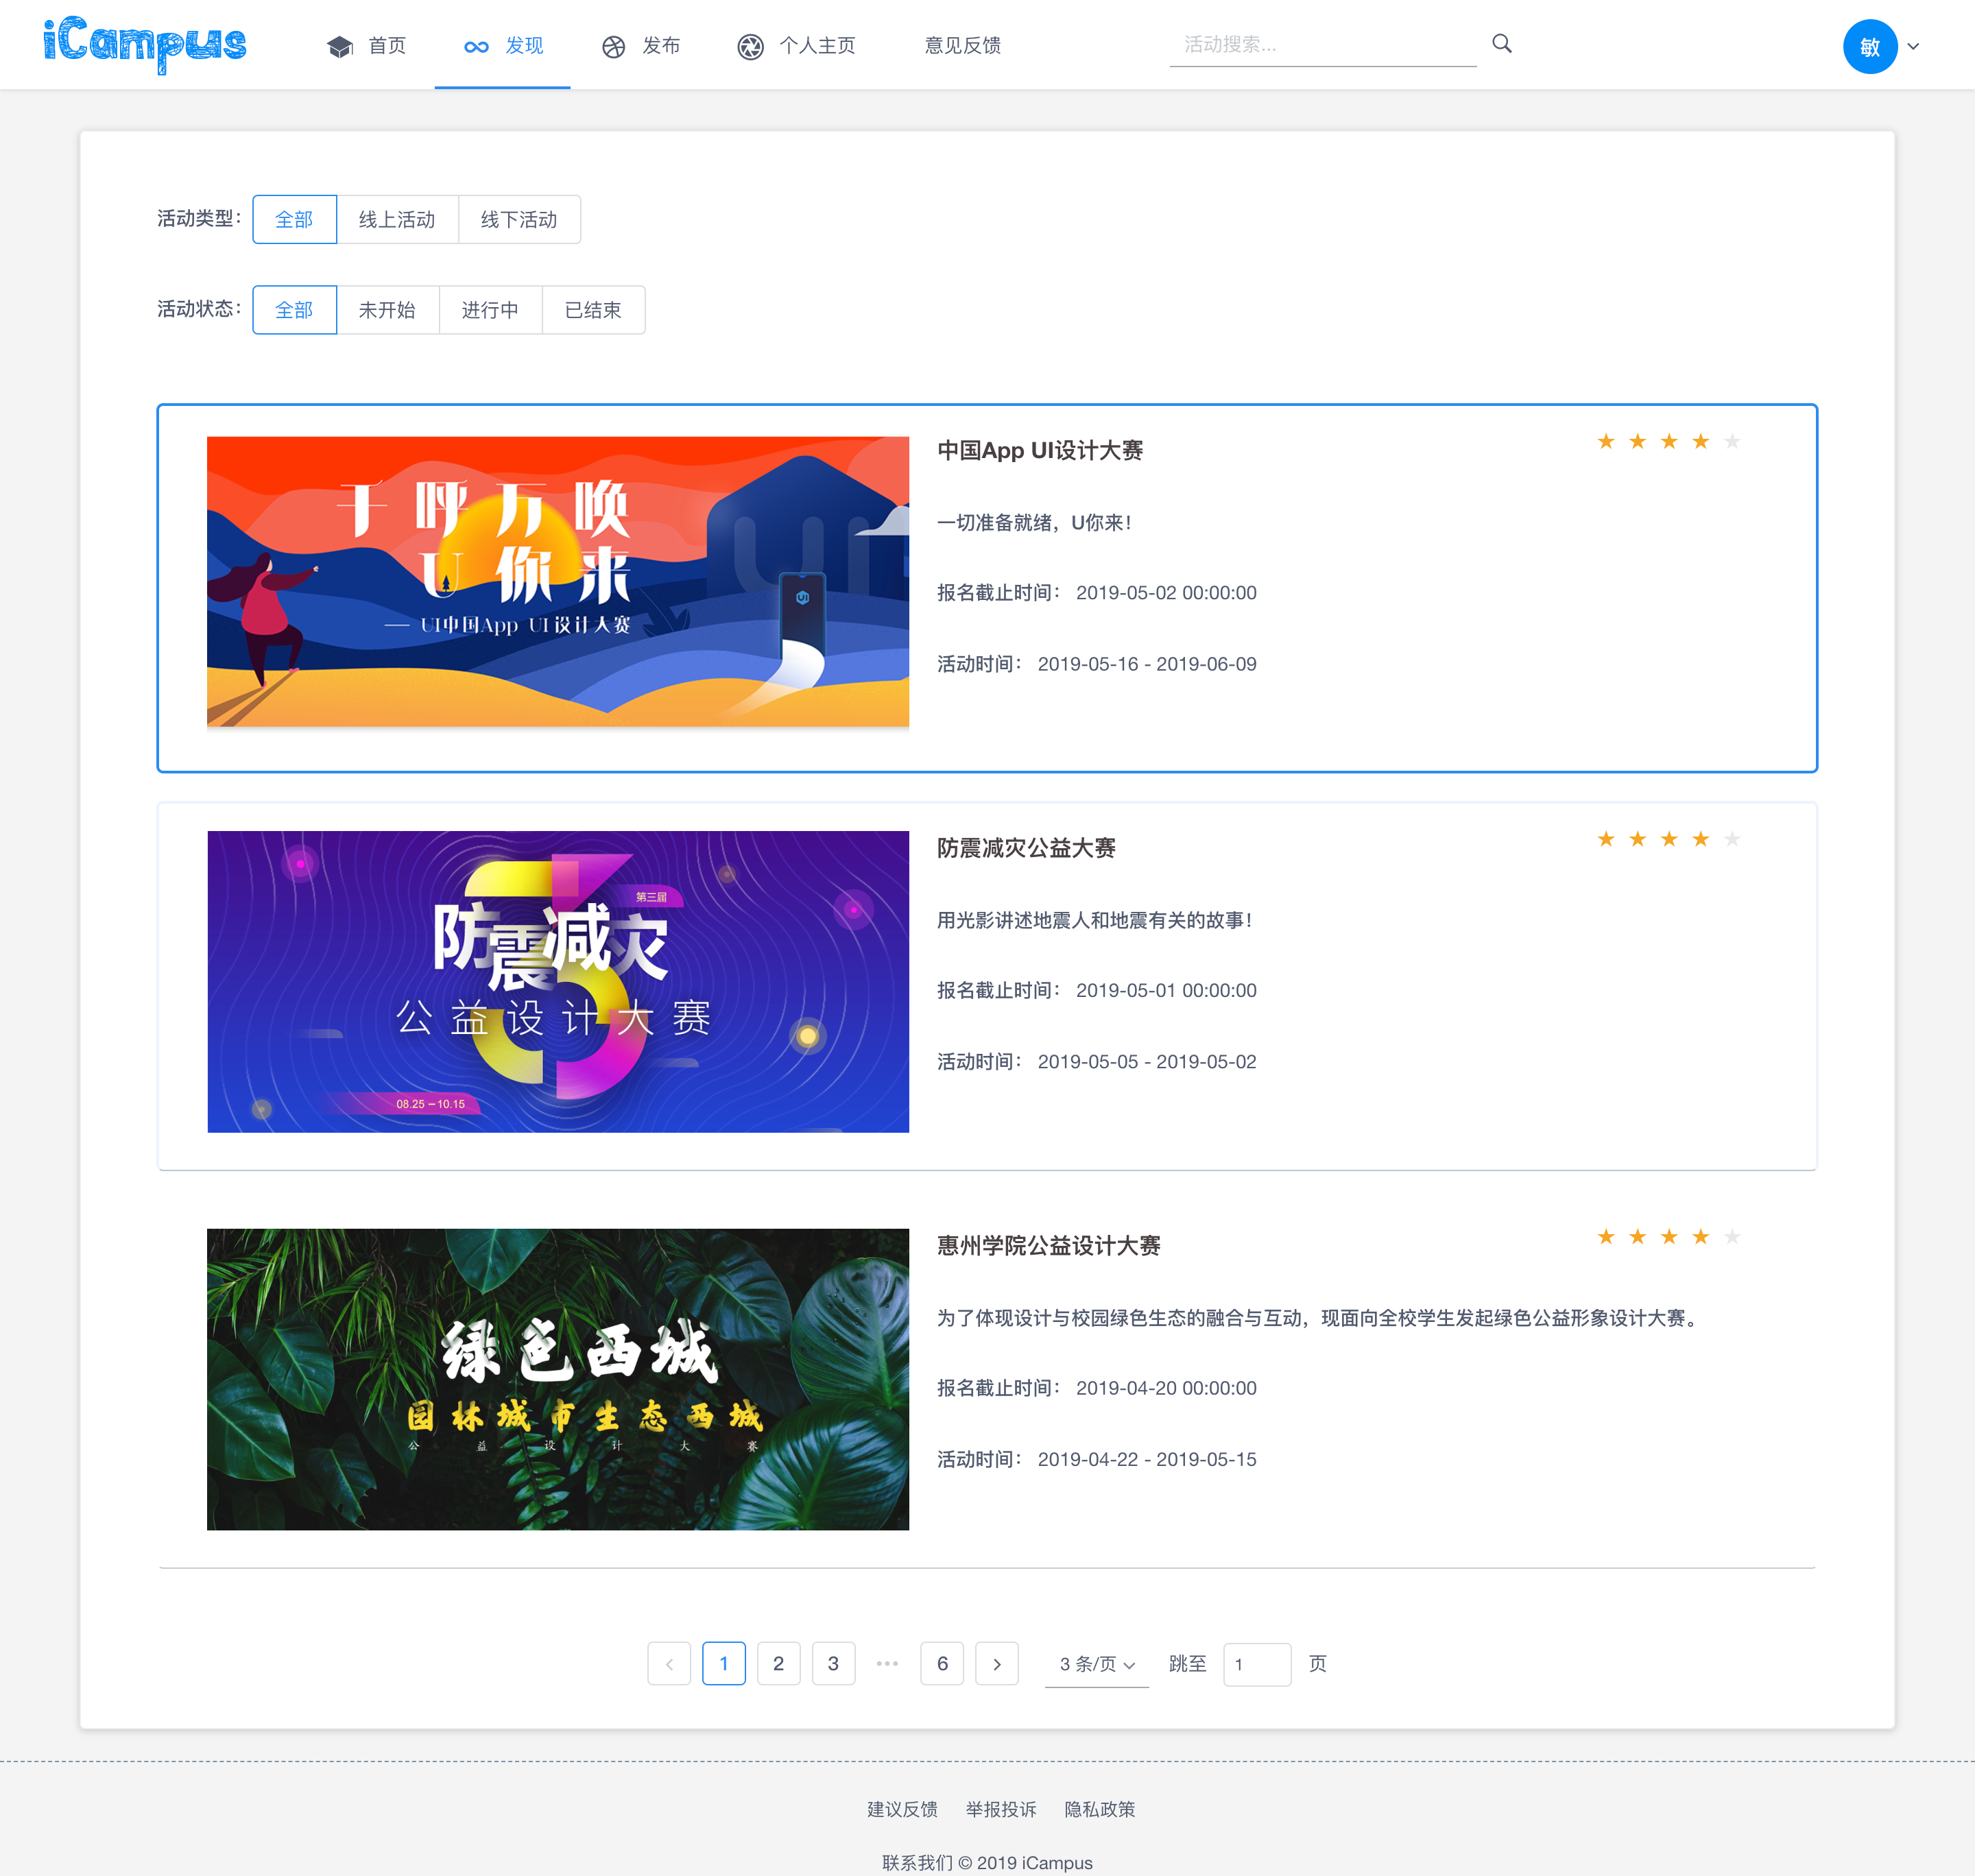 iCampus 首页 发现 发布 个人主页 意见反馈 活动搜索... 敏
活动类型： 全部 线上活动 线下活动
活动状态： 全部 未开始 进行中 已结束
千呼万唤
U你来
— UI中国App UI设计大赛
中国App UI设计大赛
一切准备就绪，U你来！
报名截止时间： 2019-05-02 00:00:00
活动时间： 2019-05-16 - 2019-06-09
第三届
防震减灾
公益设计大赛
08.25 – 10.15
防震减灾公益大赛
用光影讲述地震人和地震有关的故事！
报名截止时间： 2019-05-01 00:00:00
活动时间： 2019-05-05 - 2019-05-02
绿色西城
园林城市生态西城
公益设计大赛
惠州学院公益设计大赛
为了体现设计与校园绿色生态的融合与互动，现面向全校学生发起绿色公益形象设计大赛。
报名截止时间： 2019-04-20 00:00:00
活动时间： 2019-04-22 - 2019-05-15
1 2 3 ••• 6 3 条/页 跳至 1 页
建议反馈 举报投诉 隐私政策
联系我们 © 2019 iCampus